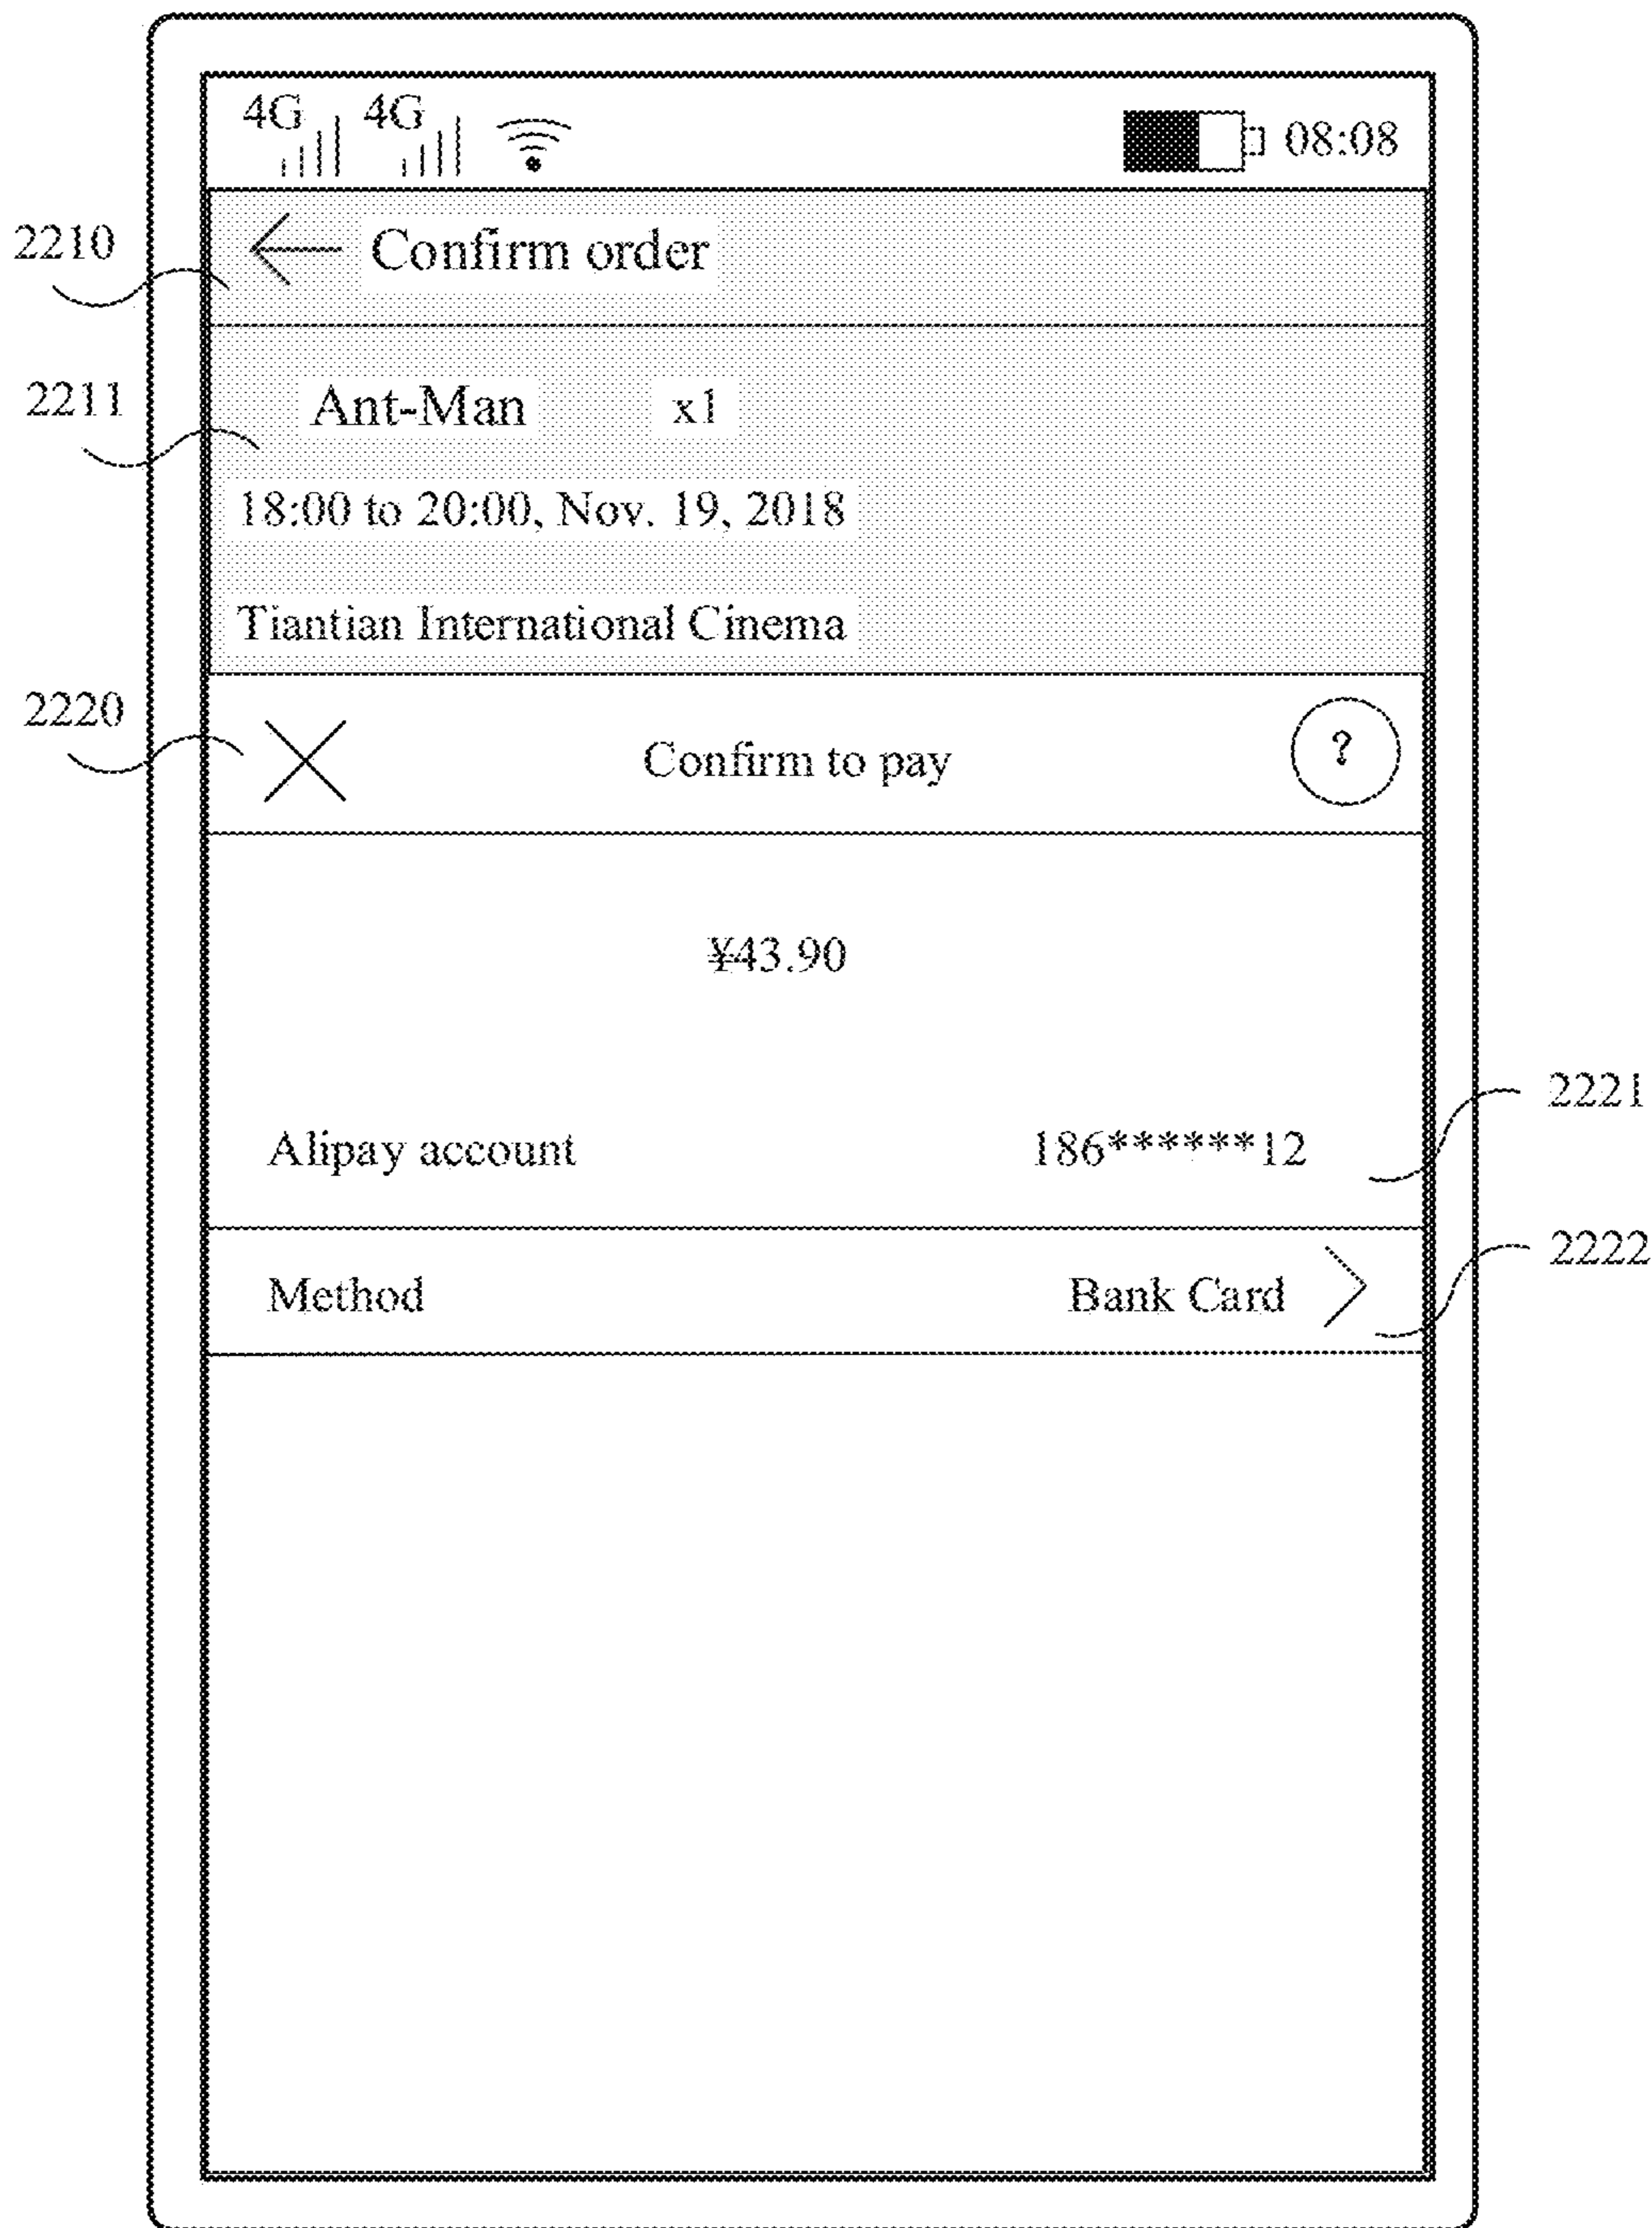 4G 4G 08:08
2210 Confirm order
2211 Ant-Man x1
18:00 to 20:00, Nov. 19, 2018
Tiantian International Cinema
2220 Confirm to pay ?
¥43.90
2221
Alipay account 186******12
2222
Method Bank Card